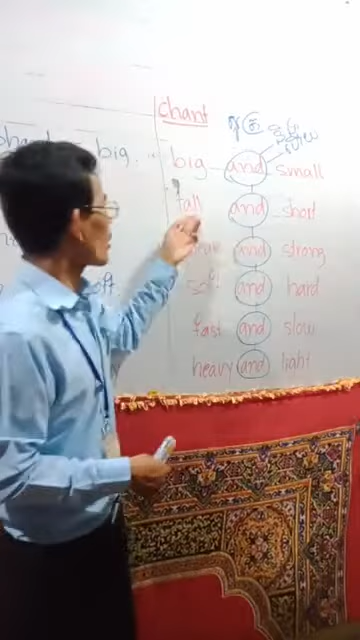 chant
big. big and small
tall and short
and strong
soft and hard
fast and slow
heavy and light